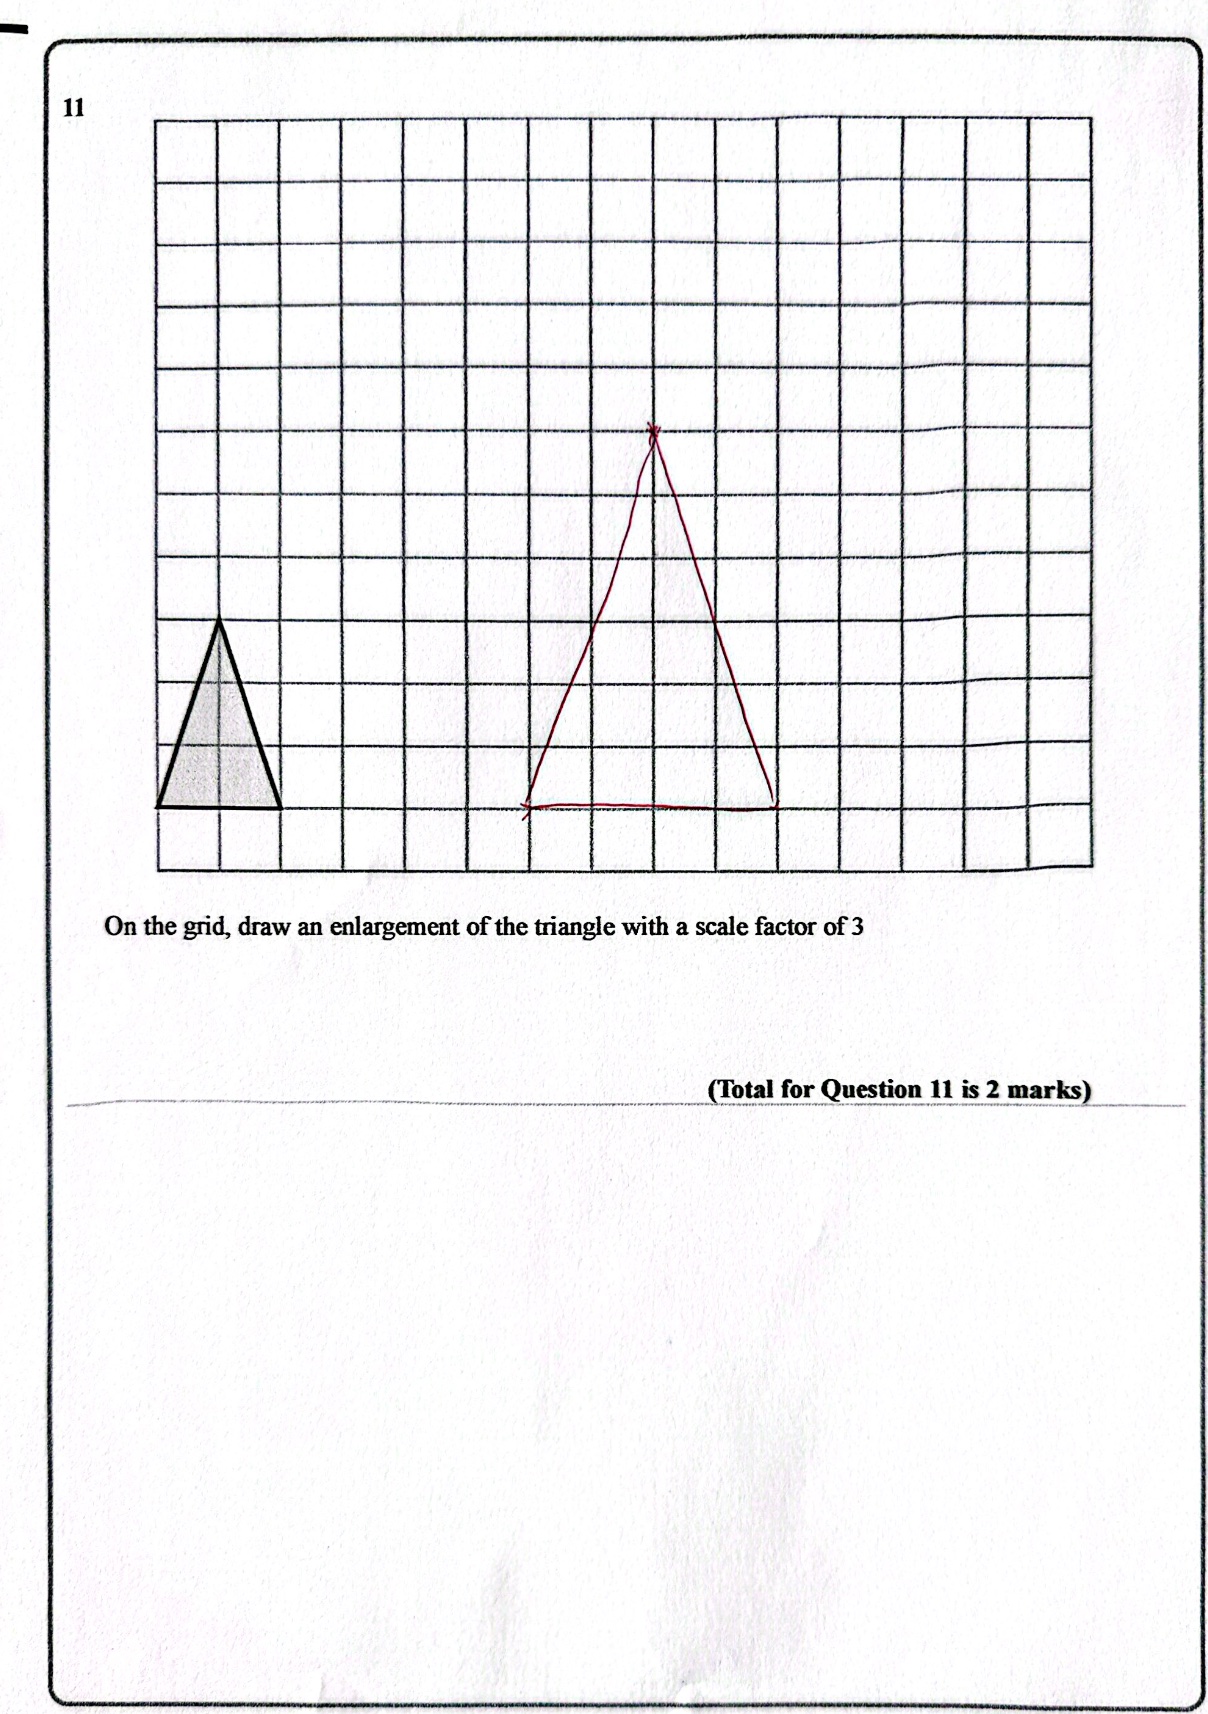 11
On the grid, draw an enlargement of the triangle with a scale factor of 3
(Total for Question 11 is 2 marks)